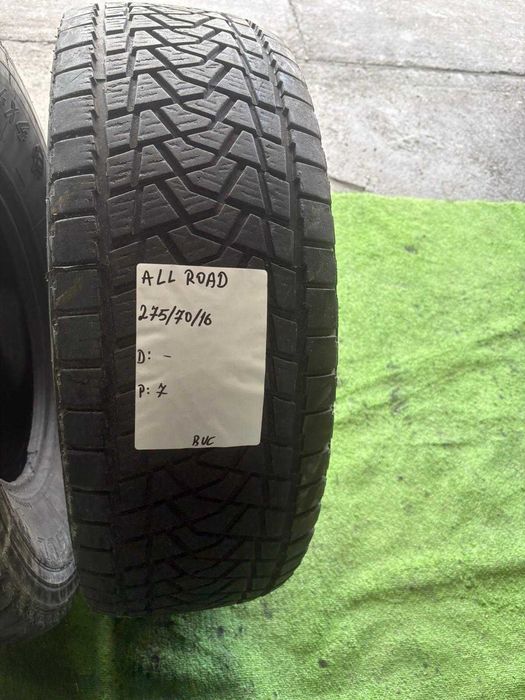 ALL ROAD
275/70/16
D: -
P: 7
BUC